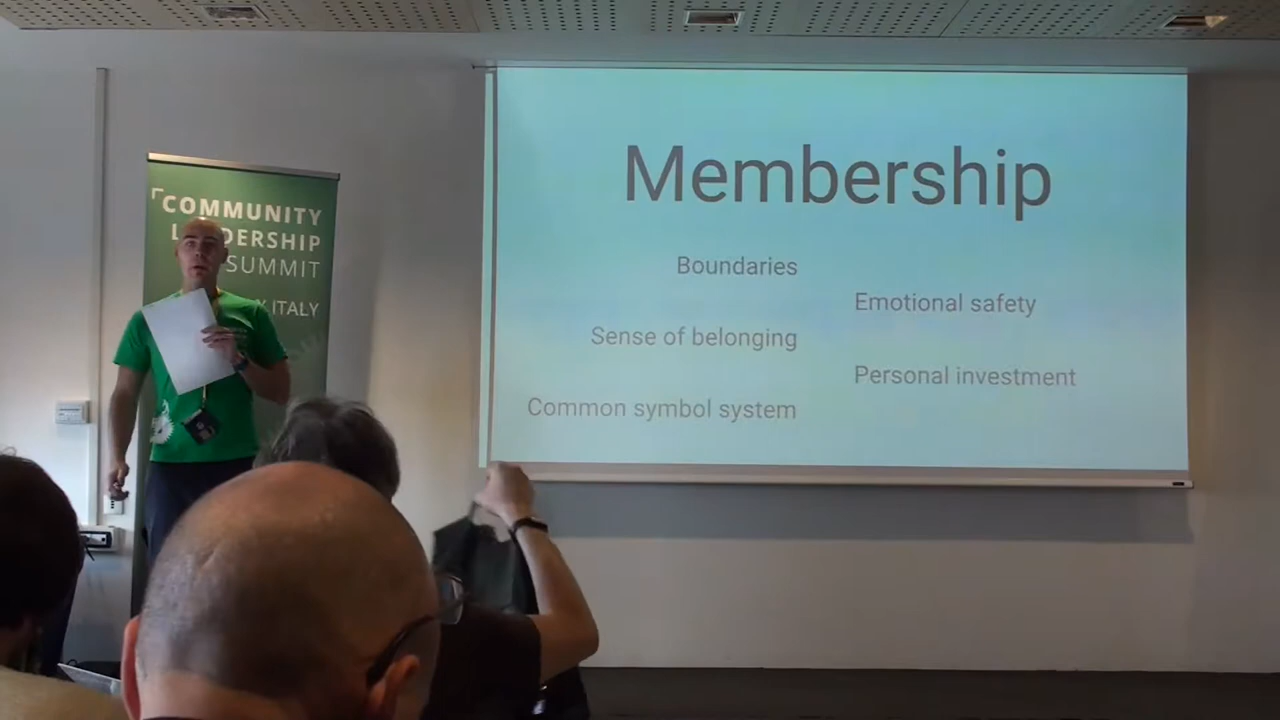 COMMUNITY
SUMMIT
ITALY
Membership
Boundaries
Emotional safety
Sense of belonging
Personal investment
Common symbol system